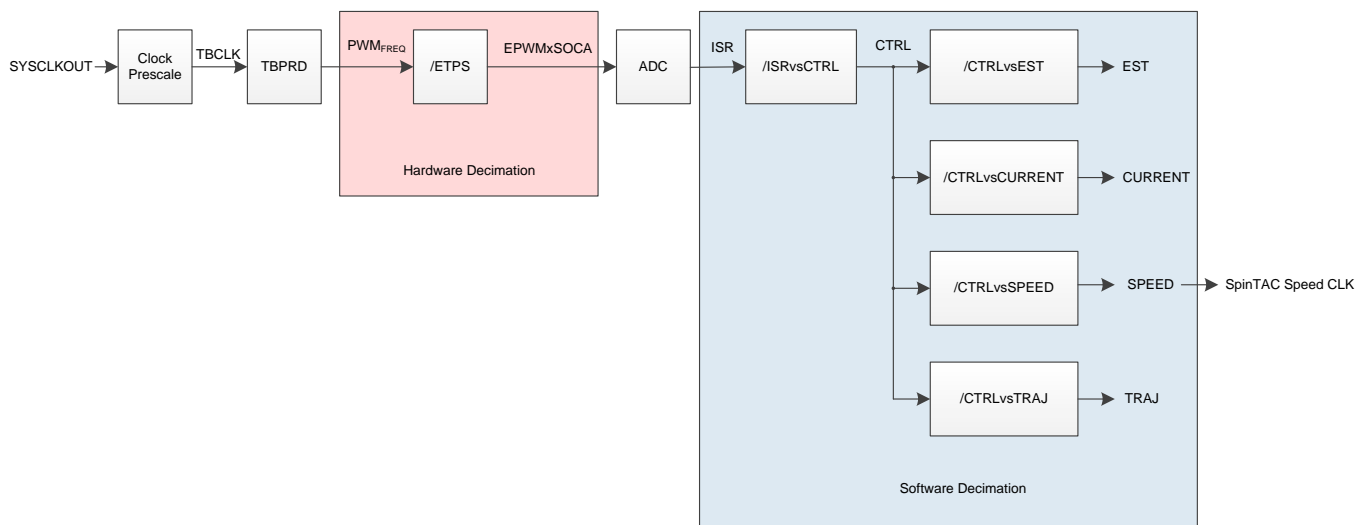 SYSCLKOUT
Clock
Prescale
TBCLK
TBPRD
PWMFREQ
/ETPS
EPWMxSOCA
Hardware Decimation
ADC
ISR
/ISRvsCTRL
CTRL
/CTRLvsEST
EST
/CTRLvsCURRENT
CURRENT
/CTRLvsSPEED
SPEED
SpinTAC Speed CLK
/CTRLvsTRAJ
TRAJ
Software Decimation